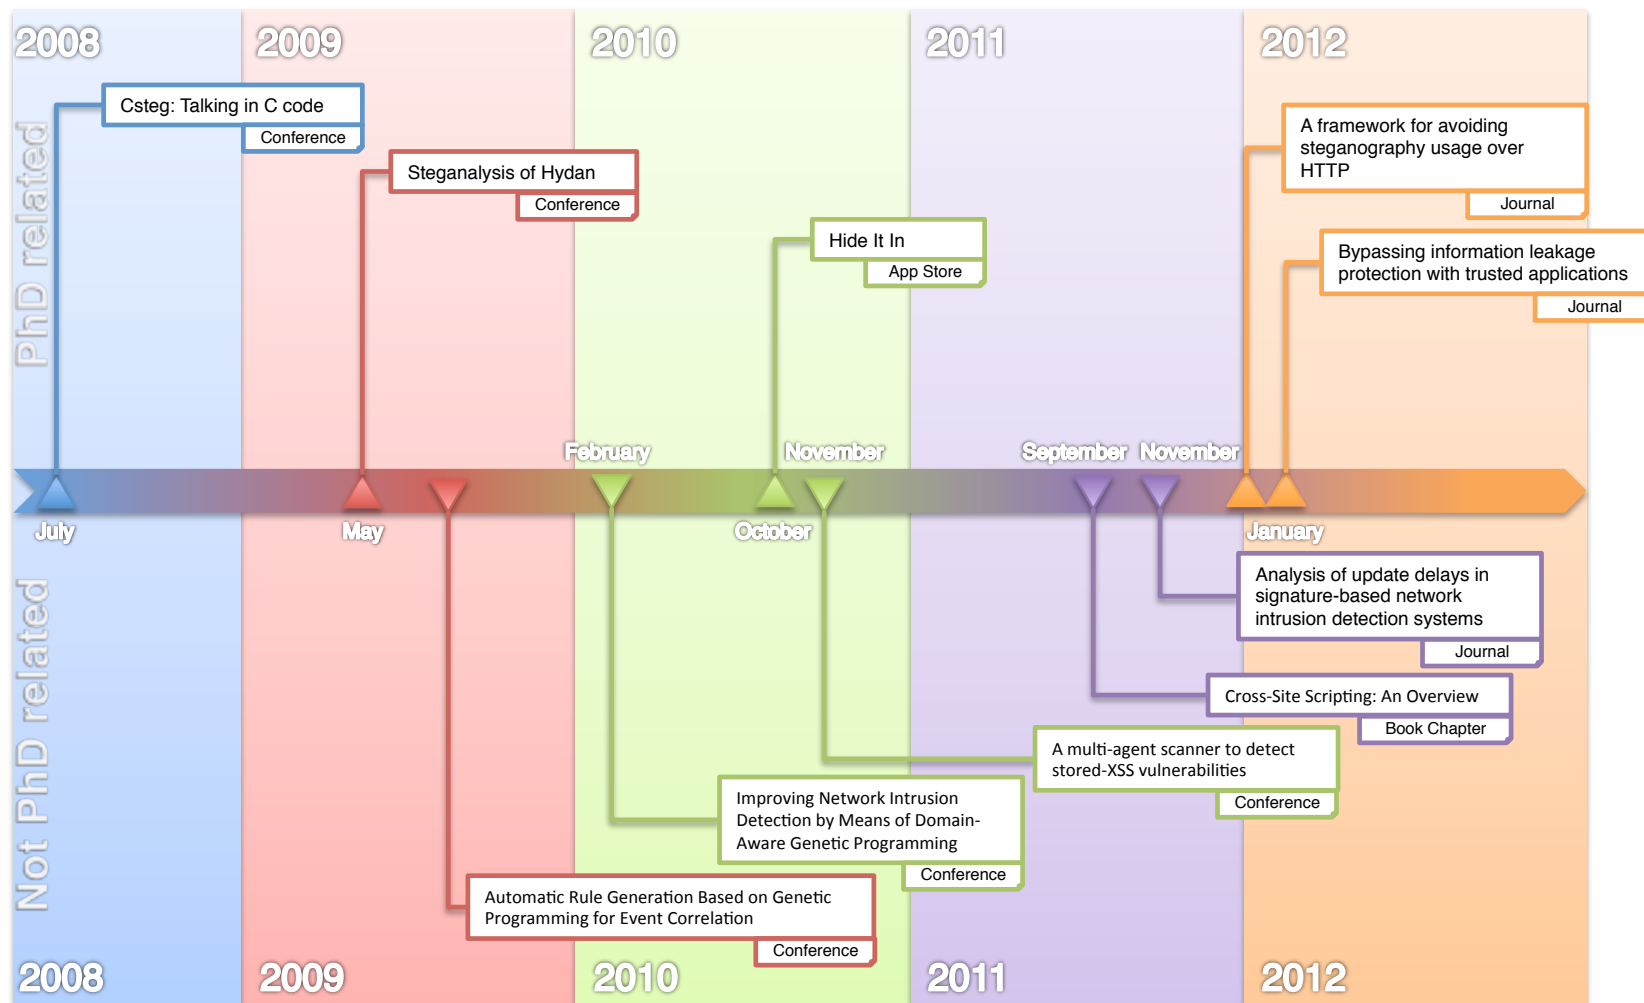 2008
2009
2010
2011
2012
PhD related
Csteg: Talking in C code
Conference
Steganalysis of Hydan
Conference
Hide It In
App Store
A framework for avoiding
steganography usage over
HTTP
Journal
Bypassing information leakage
protection with trusted applications
Journal
February
November
September
November
July
May
October
January
Not PhD related
Analysis of update delays in
signature-based network
intrusion detection systems
Journal
Cross-Site Scripting: An Overview
Book Chapter
A multi-agent scanner to detect
stored-XSS vulnerabilities
Conference
Improving Network Intrusion
Detection by Means of Domain-
Aware Genetic Programming
Conference
Automatic Rule Generation Based on Genetic
Programming for Event Correlation
Conference
2008
2009
2010
2011
2012